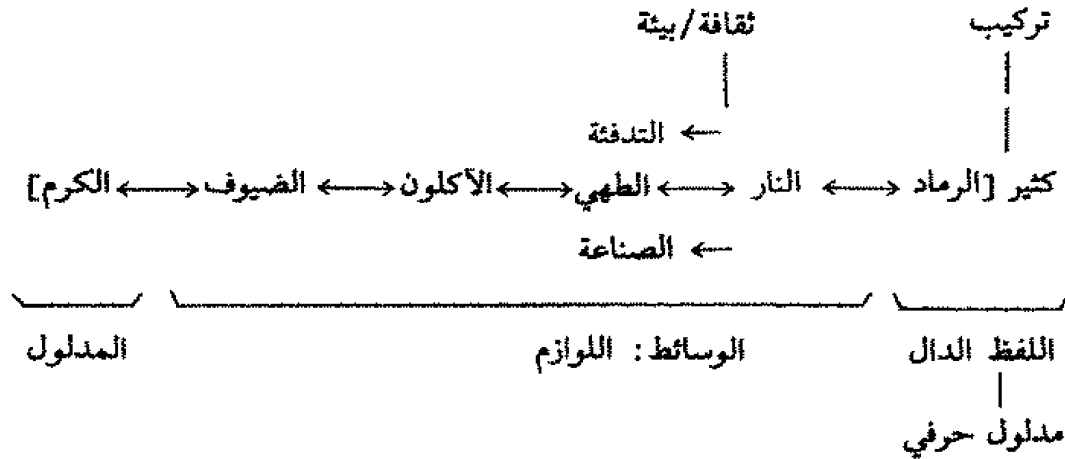 تركيب ثقافة/بيئة
← التدفئة
كثير [الرماد ↔ النار ↔ الطهي ↔ الآكلون ↔ الضيوف ↔ الكرم]
← الصناعة
اللفظ الدال الوسائط: اللوازم المدلول
مدلول حرفي